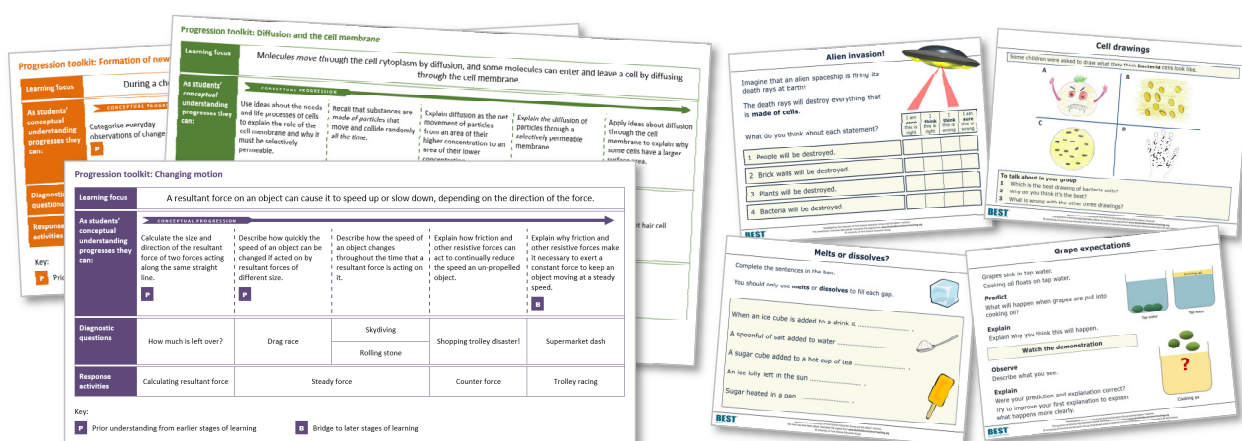 Progression toolkit: Formation of new
Learning focus
During a ch
As students'
conceptual
understanding
progresses they
can:
CONCEPTUAL PROGRESS
Categorise everyday
observations of change
P
Diagnostic
questions
Response
activities
Key:
P
Progression toolkit: Diffusion and the cell membrane
Learning focus
Molecules move through the cell cytoplasm by diffusion, and some molecules can enter and leave a cell by diffusing
through the cell membrane.
As students'
conceptual
understanding
progresses they
can:
CONCEPTUAL PROGRESSION
Use ideas about the needs
and life processes of cells
to explain the role of the
cell membrane and why it
must be selectively
permeable.
Recall that substances are
made of particles that
move and collide randomly
all the time.
Explain diffusion as the net
movement of particles
from an area of their
higher concentration to an
area of their lower
concentration.
Explain the diffusion of
particles through a
selectively permeable
membrane
Apply ideas about diffusion
through the cell
membrane to explain why
some cells have a larger
surface area.
hair cell
Progression toolkit: Changing motion
Learning focus
A resultant force on an object can cause it to speed up or slow down, depending on the direction of the force.
As students'
conceptual
understanding
progresses they
can:
CONCEPTUAL PROGRESSION
Calculate the size and
direction of the resultant
force of two forces acting
along the same straight
line.
P
Describe how quickly the
speed of an object can be
changed if acted on by
resultant forces of
different size.
P
Describe how the speed of
an object changes
throughout the time that a
resultant force is acting on
it.
Explain how friction and
other resistive forces can
act to continually reduce
the speed an un-propelled
object.
Explain why friction and
other resistive forces make
it necessary to exert a
constant force to keep an
object moving at a steady
speed.
B
Diagnostic
questions
How much is left over?
Drag race
Skydiving
Rolling stone
Shopping trolley disaster!
Supermarket dash
Response
activities
Calculating resultant force
Steady force
Counter force
Trolley racing
Key:
P Prior understanding from earlier stages of learning
B Bridge to later stages of learning
Alien invasion!
Imagine that an alien spaceship is firing its
death rays at Earth!
The death rays will destroy everything that
is made of cells.
What do you think about each statement?
I am sure this is right
I think this is right
I think this is wrong
I am sure this is wrong
1 People will be destroyed.
2 Brick walls will be destroyed.
3 Plants will be destroyed.
4 Bacteria will be destroyed.
BEST
Cell drawings
Some children were asked to draw what they think bacteria cells look like.
A
B
C
D
To talk about in your group
1 Which is the best drawing of bacteria cells?
2 Why do you think it's the best?
3 What is wrong with the other three drawings?
BEST
Melts or dissolves?
Complete the sentences in the box.
You should only use melts or dissolves to fill each gap.
When an ice cube is added to a drink it .................... .
A spoonful of salt added to water .................... .
A sugar cube added to a hot cup of tea .................... .
An ice lolly left in the sun .................... .
Sugar heated in a pan .................... .
BEST
Grape expectations
Grapes sink in tap water.
Cooking oil floats on tap water.
Predict
What will happen when grapes are put into
cooking oil?
Explain
Explain why you think this will happen.
Watch the demonstration
Observe
Describe what you see.
Explain
Were your prediction and explanation correct?
Try to improve your first explanation to explain
what happens more clearly.
Tap water
Tap water
?
Cooking oil
BEST